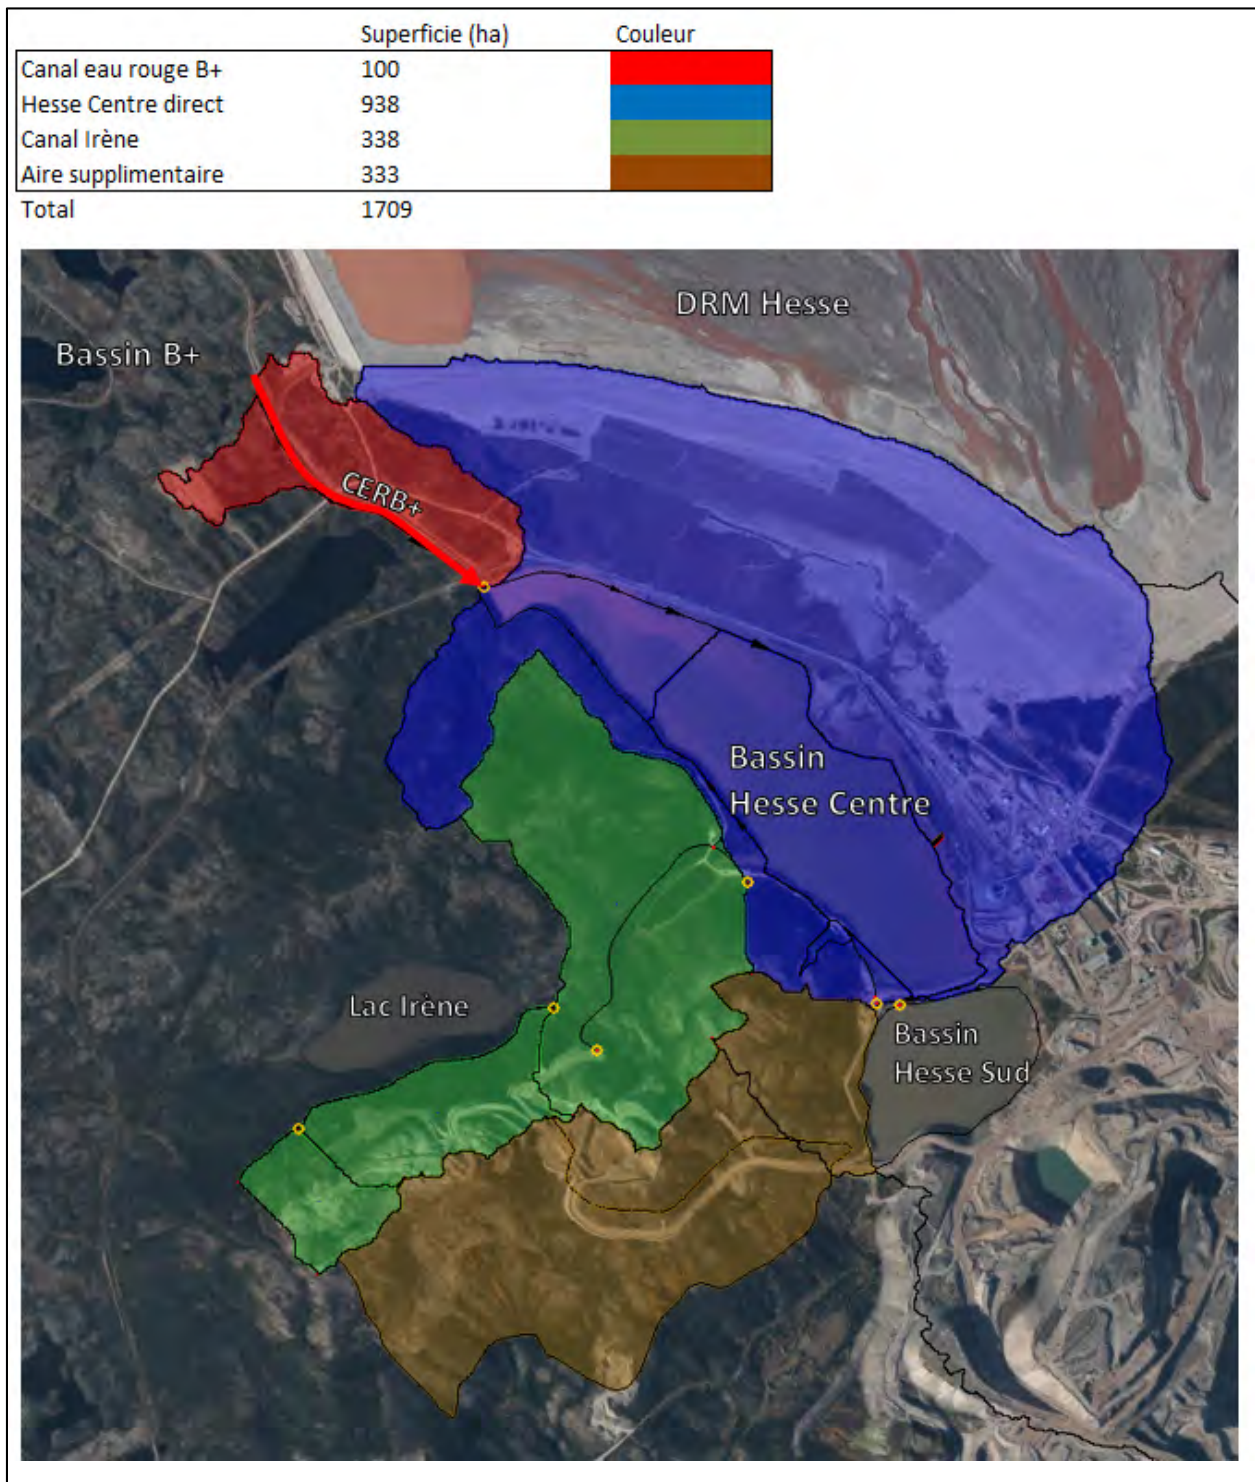 Superficie (ha) Couleur
Canal eau rouge B+ 100
Hesse Centre direct 938
Canal Irène 338
Aire supplimentaire 333
Total 1709
DRM Hesse
Bassin B+
CERB+
Bassin
Hesse Centre
Lac Irène
Bassin
Hesse Sud